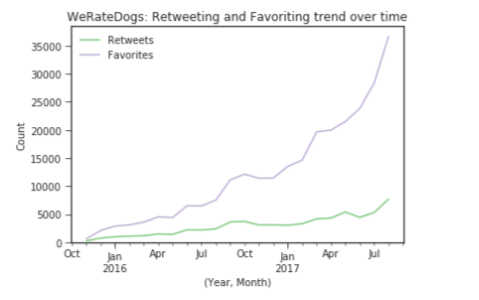 WeRateDogs: Retweeting and Favoriting trend over time
Retweets
Favorites
35000
30000
25000
20000
15000
10000
5000
0
Count
Oct Jan Apr Jul Oct Jan Apr Jul
2016 2017
(Year, Month)